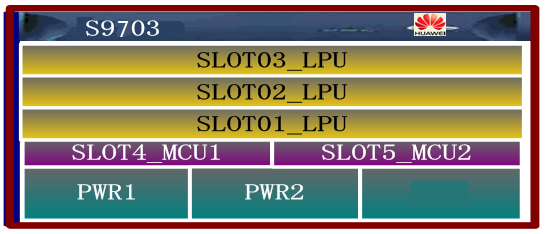 S9703
HUAWEI
SLOT03_LPU
SLOT02_LPU
SLOT01_LPU
SLOT4_MCU1 SLOT5_MCU2
PWR1 PWR2